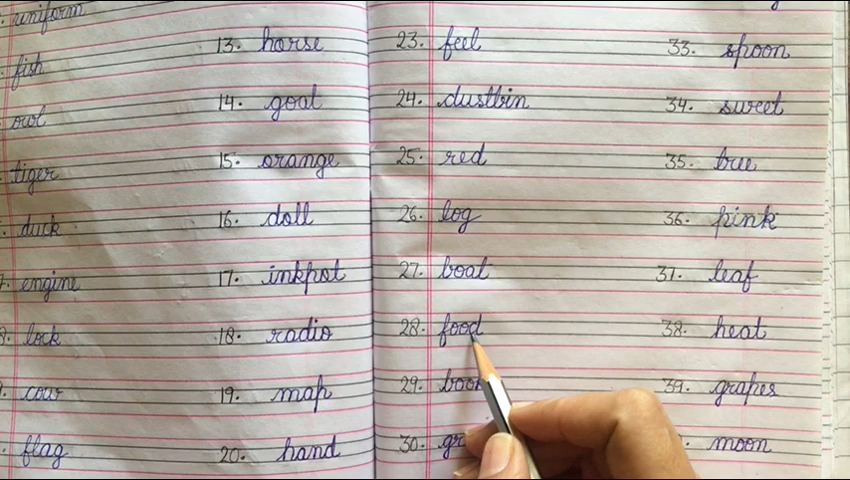 uniform
fish
owl
tiger
duck
engine
lock
cow
flag
13. horse
14. goat
15. orange
16. doll
17. inkpot
18. radio
19. map
20. hand
23. feel
24. dustbin
25. red
26. log
27. boat
28. food
29.
30.
33. spoon
34. sweet
35. tree
36. pink
37. leaf
38. heat
39. grapes
moon